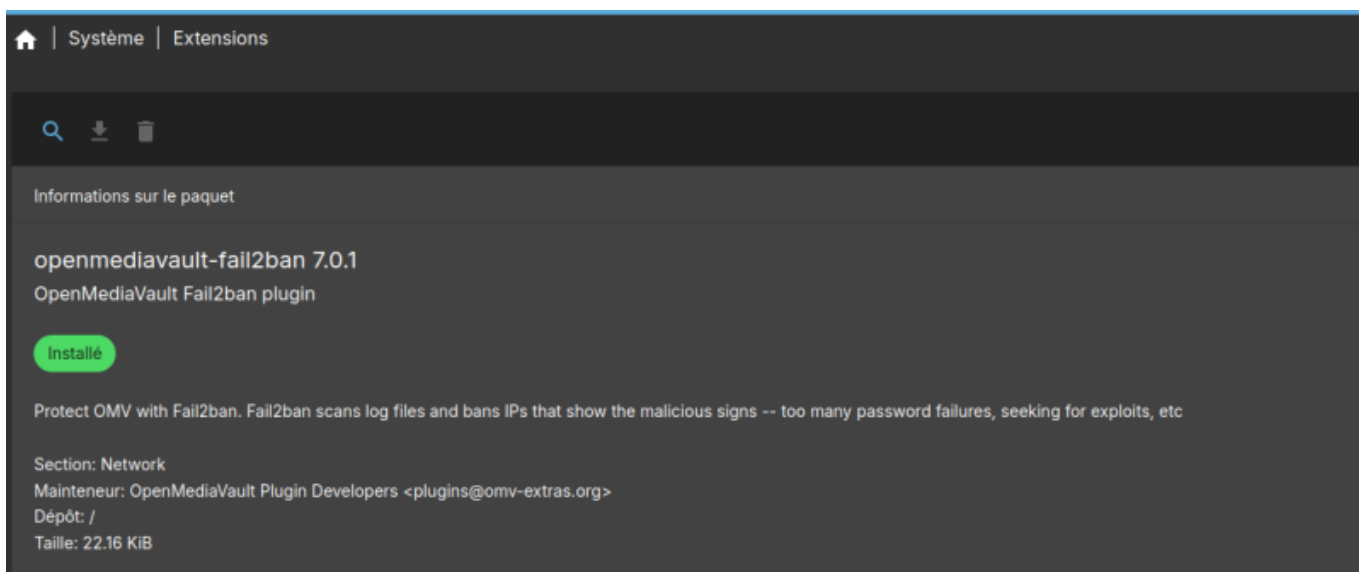 | Système | Extensions
Informations sur le paquet
openmediavault-fail2ban 7.0.1
OpenMediaVault Fail2ban plugin
Installé
Protect OMV with Fail2ban. Fail2ban scans log files and bans IPs that show the malicious signs -- too many password failures, seeking for exploits, etc
Section: Network
Mainteneur: OpenMediaVault Plugin Developers <plugins@omv-extras.org>
Dépôt: /
Taille: 22.16 KiB